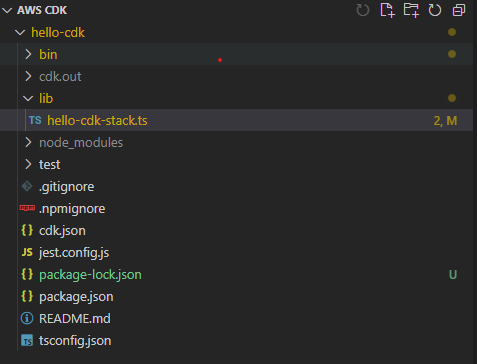 AWS CDK
hello-cdk
bin
cdk.out
lib
TS hello-cdk-stack.ts 2, M
node_modules
test
.gitignore
.npmignore
{} cdk.json
JS jest.config.js
{} package-lock.json U
{} package.json
README.md
tsconfig.json